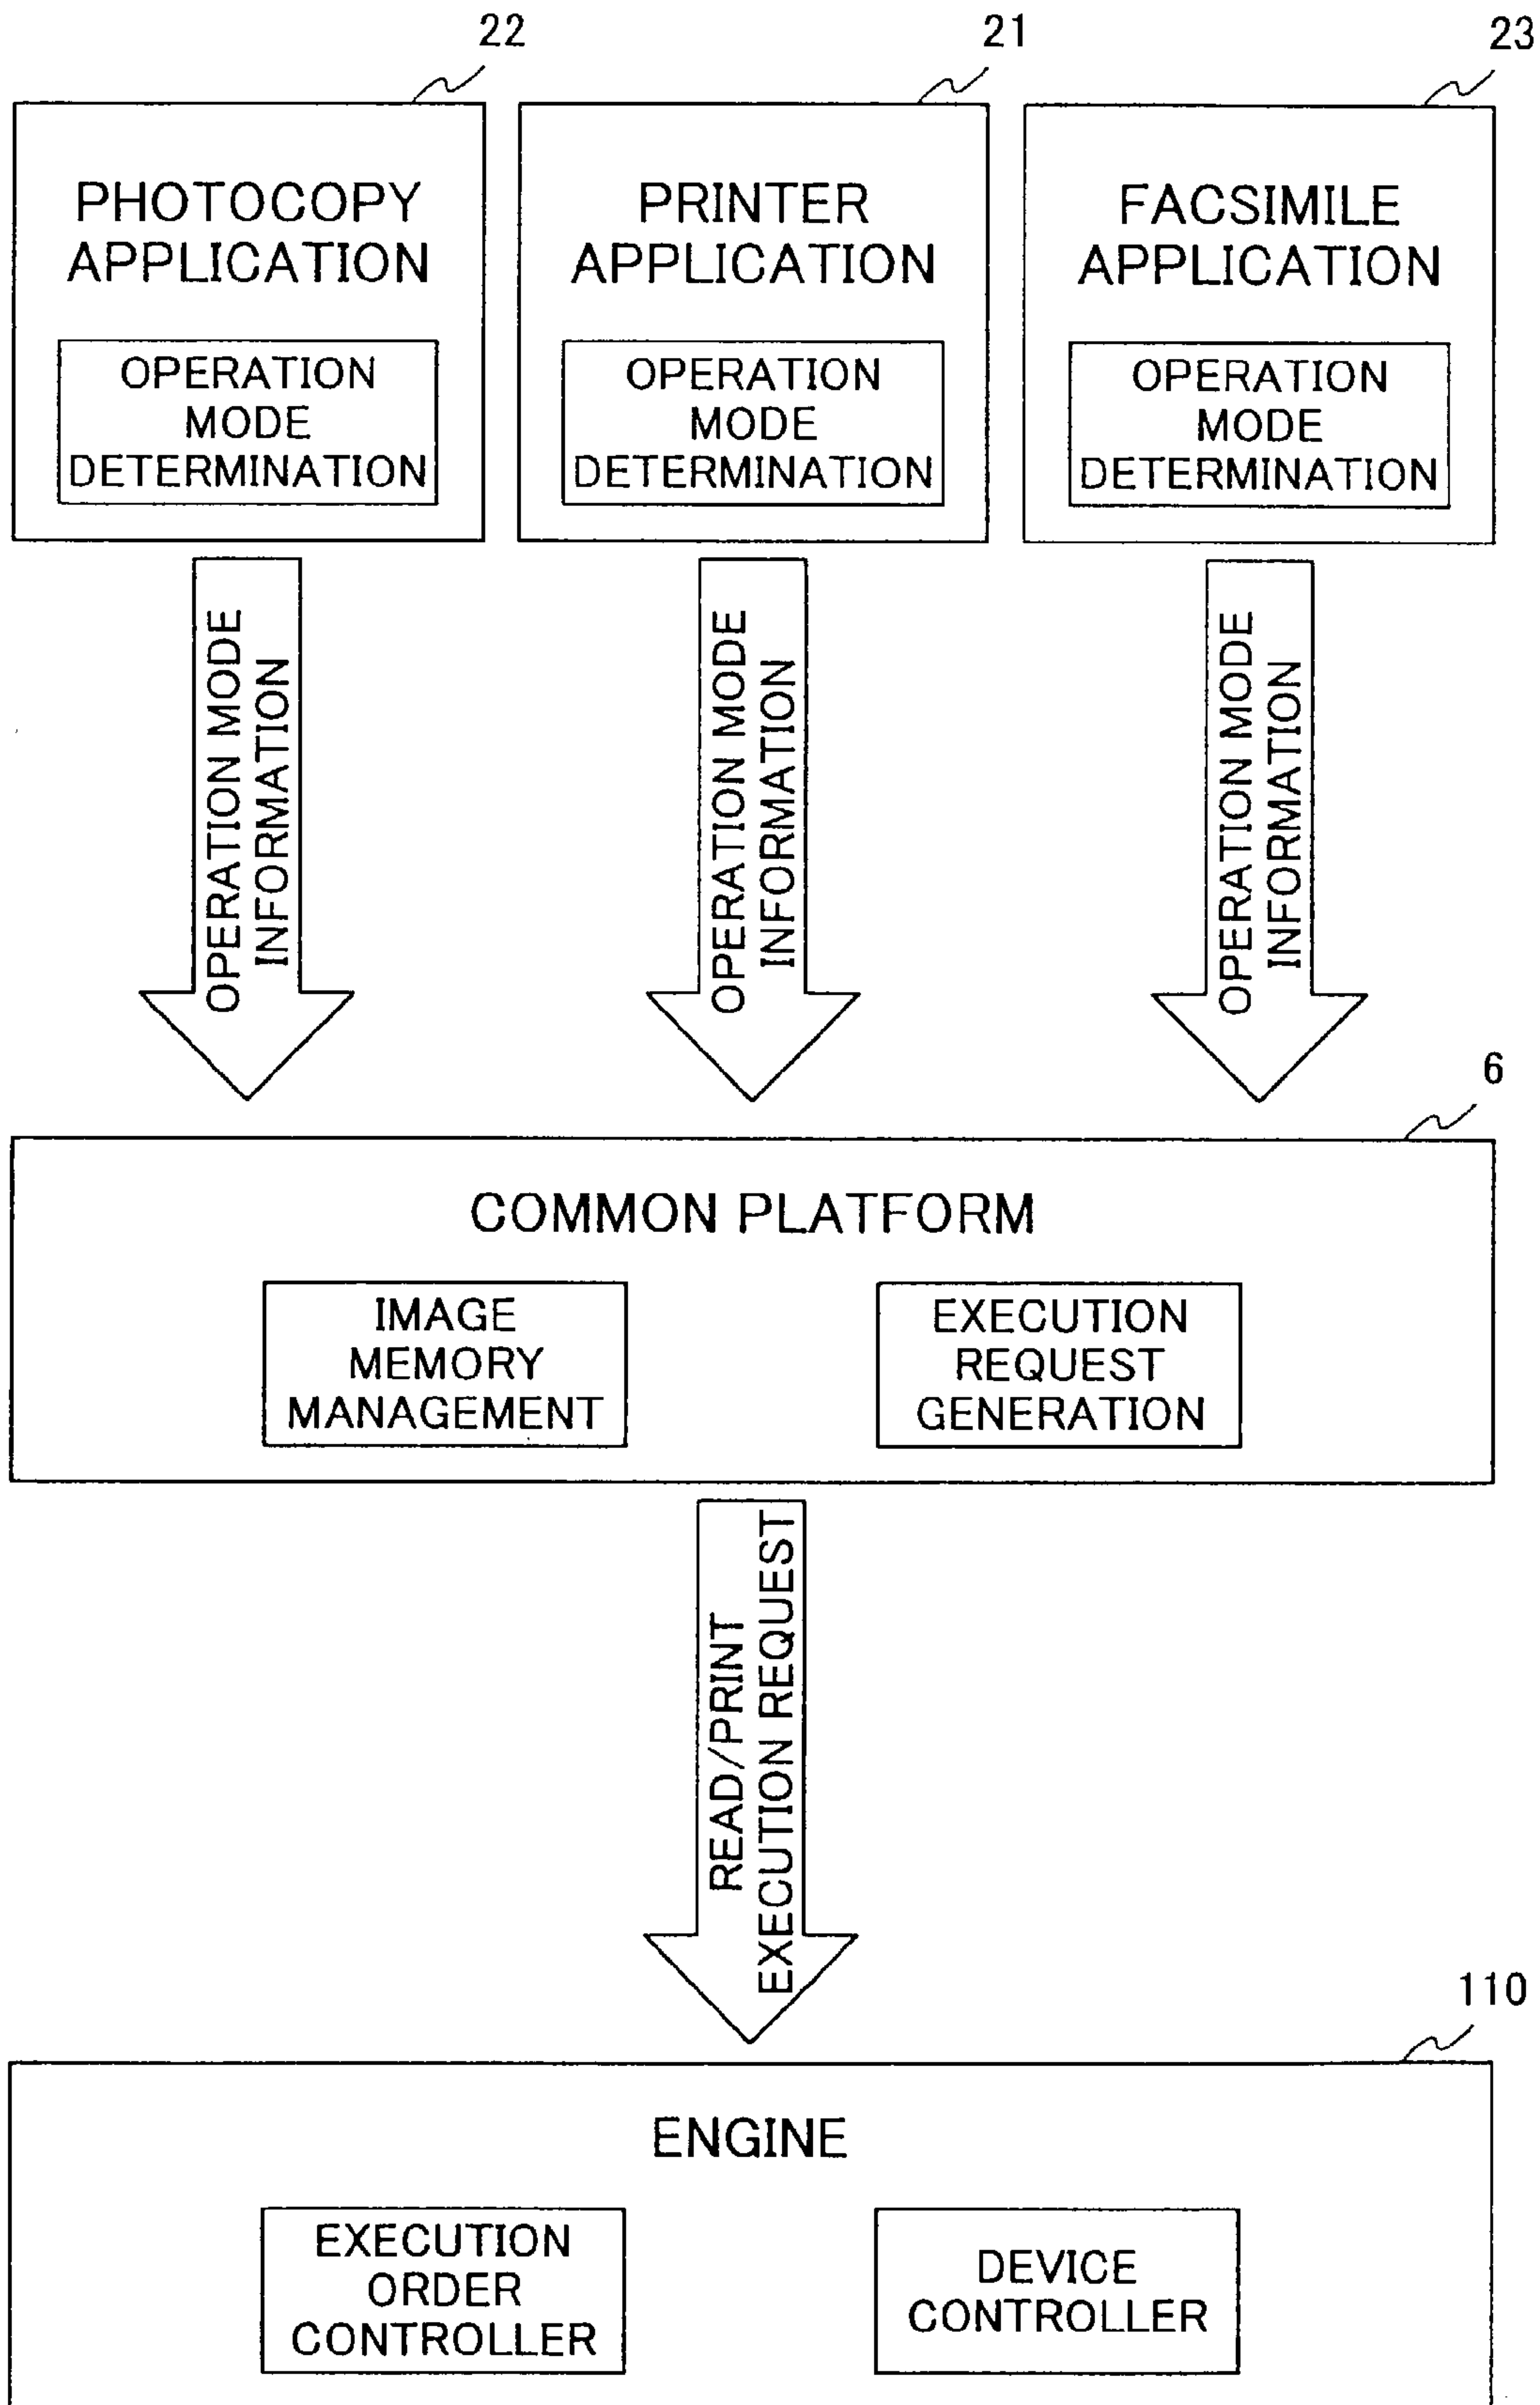 22
21
23
PHOTOCOPY
APPLICATION
OPERATION
MODE
DETERMINATION
PRINTER
APPLICATION
OPERATION
MODE
DETERMINATION
FACSIMILE
APPLICATION
OPERATION
MODE
DETERMINATION
OPERATION MODE
INFORMATION
OPERATION MODE
INFORMATION
OPERATION MODE
INFORMATION
6
COMMON PLATFORM
IMAGE
MEMORY
MANAGEMENT
EXECUTION
REQUEST
GENERATION
READ/PRINT
EXECUTION REQUEST
110
ENGINE
EXECUTION
ORDER
CONTROLLER
DEVICE
CONTROLLER